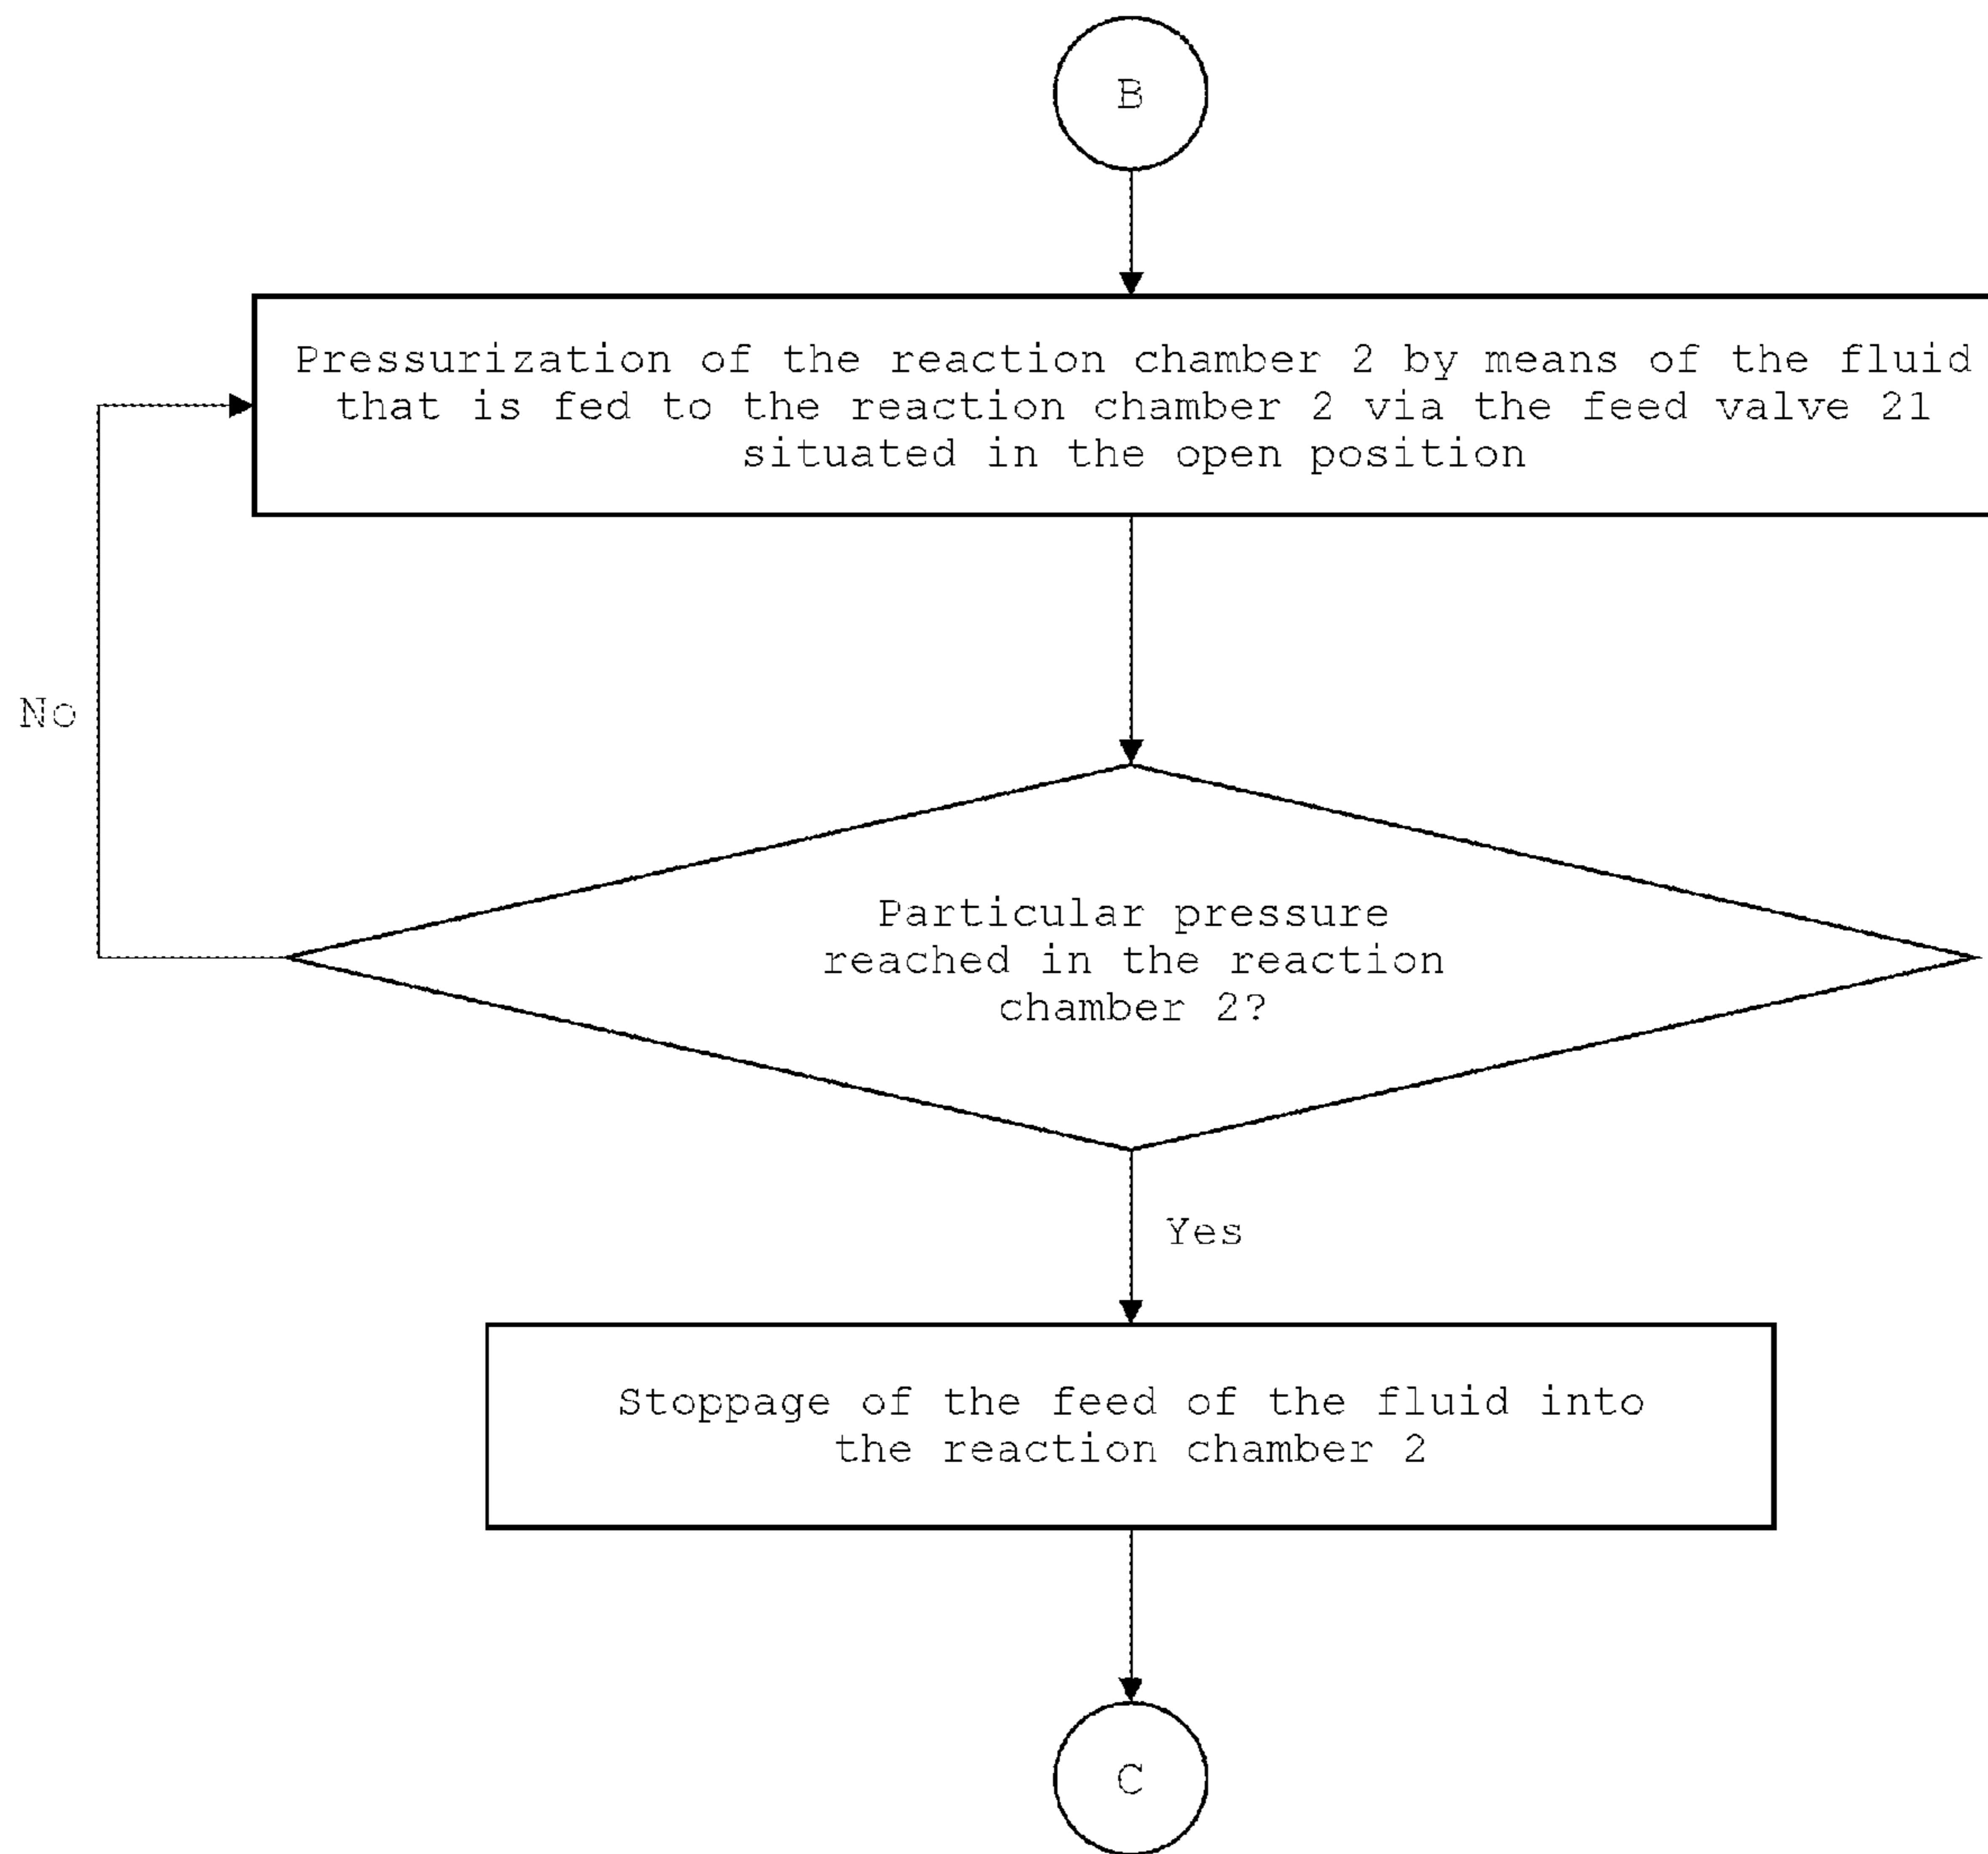 B
Pressurization of the reaction chamber 2 by means of the fluid
that is fed to the reaction chamber 2 via the feed valve 21
situated in the open position
No
Particular pressure
reached in the reaction
chamber 2?
Yes
Stoppage of the feed of the fluid into
the reaction chamber 2
C